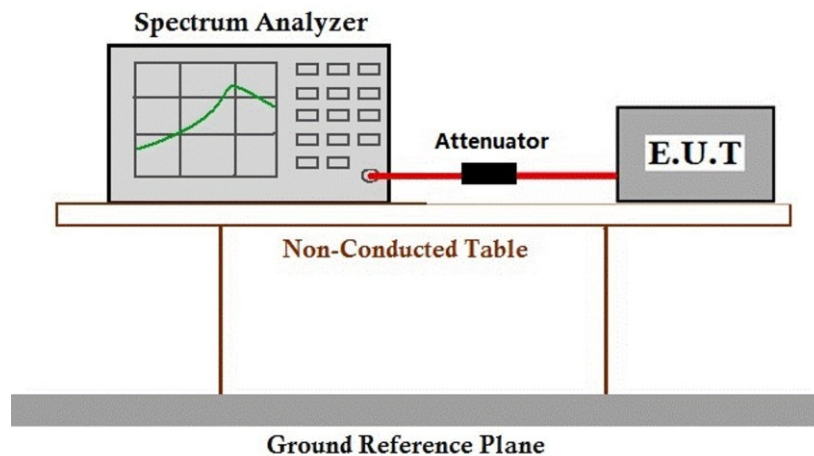 Spectrum Analyzer
Attenuator
E.U.T
Non-Conducted Table
Ground Reference Plane